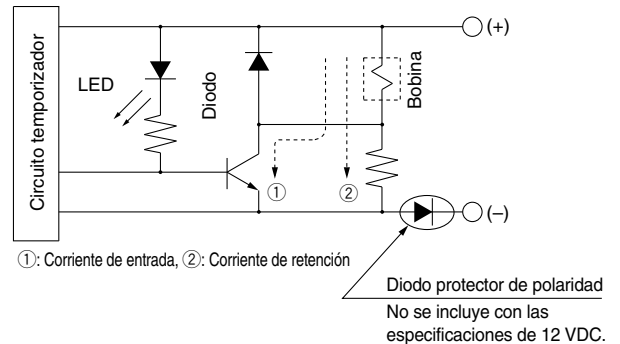 (+)
LED
Diodo
Bobina
Circuito temporizador
①
②
(–)
①: Corriente de entrada, ②: Corriente de retención
Diodo protector de polaridad
No se incluye con las
especificaciones de 12 VDC.